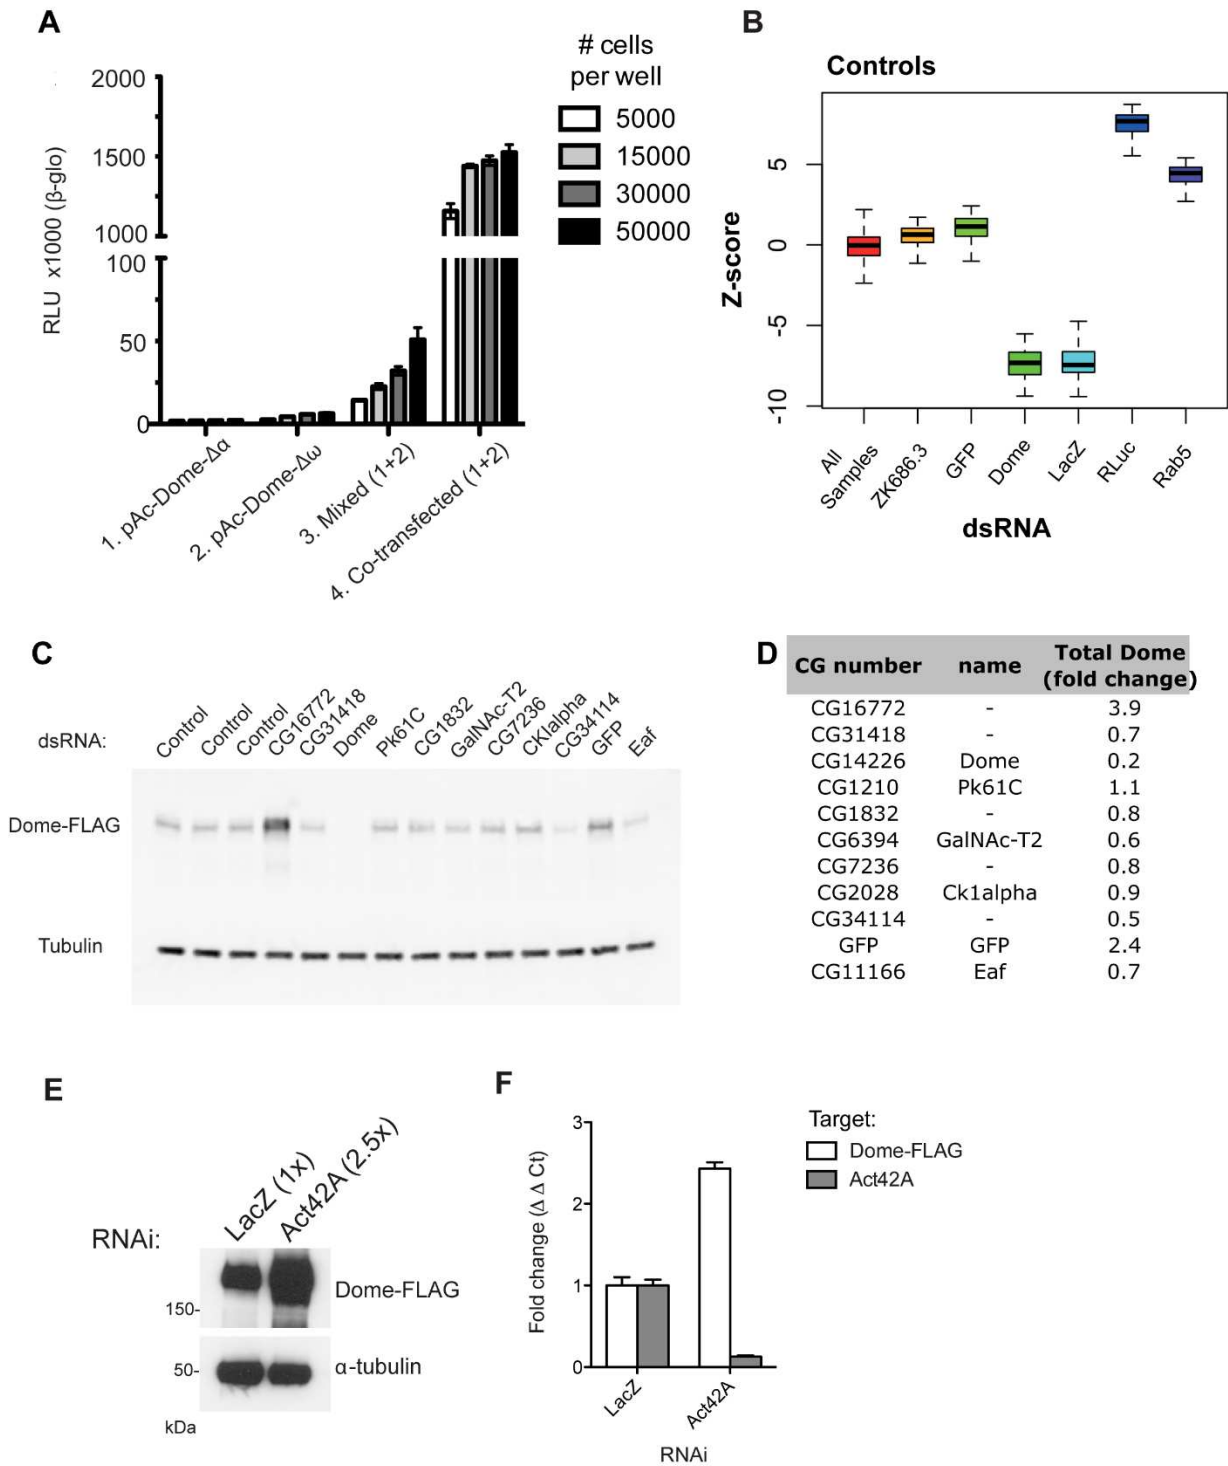 A
# cells
per well
5000
15000
30000
50000
2000
1500
1000
100
50
0
RLU x1000 (β-glo)
1. pAc-Dome-Δα
2. pAc-Dome-Δω
3. Mixed (1+2)
4. Co-transfected (1+2)
B
Controls
Z-score
5
0
-5
-10
All
Samples
ZK686.3
GFP
Dome
LacZ
RLuc
Rab5
dsRNA
C
dsRNA:
Control
Control
Control
CG16772
CG31418
Dome
Pk61C
CG1832
GalNAc-T2
CG7236
CKIalpha
CG34114
GFP
Eaf
Dome-FLAG
Tubulin
D
CG number name Total Dome
(fold change)
CG16772 - 3.9
CG31418 - 0.7
CG14226 Dome 0.2
CG1210 Pk61C 1.1
CG1832 - 0.8
CG6394 GalNAc-T2 0.6
CG7236 - 0.8
CG2028 Ck1alpha 0.9
CG34114 - 0.5
GFP GFP 2.4
CG11166 Eaf 0.7
E
RNAi:
LacZ (1x)
Act42A (2.5x)
Dome-FLAG
150-
50-
α-tubulin
kDa
F
Fold change (Δ Δ Ct)
3
2
1
0
LacZ
Act42A
RNAi
Target:
Dome-FLAG
Act42A